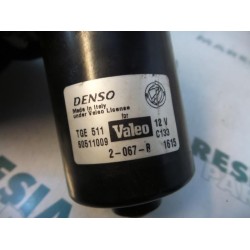 DENSO
Made in Italy
under Valeo License
for
TGE 511 Valeo 12 V
60511009 C133
2-067-R 1615